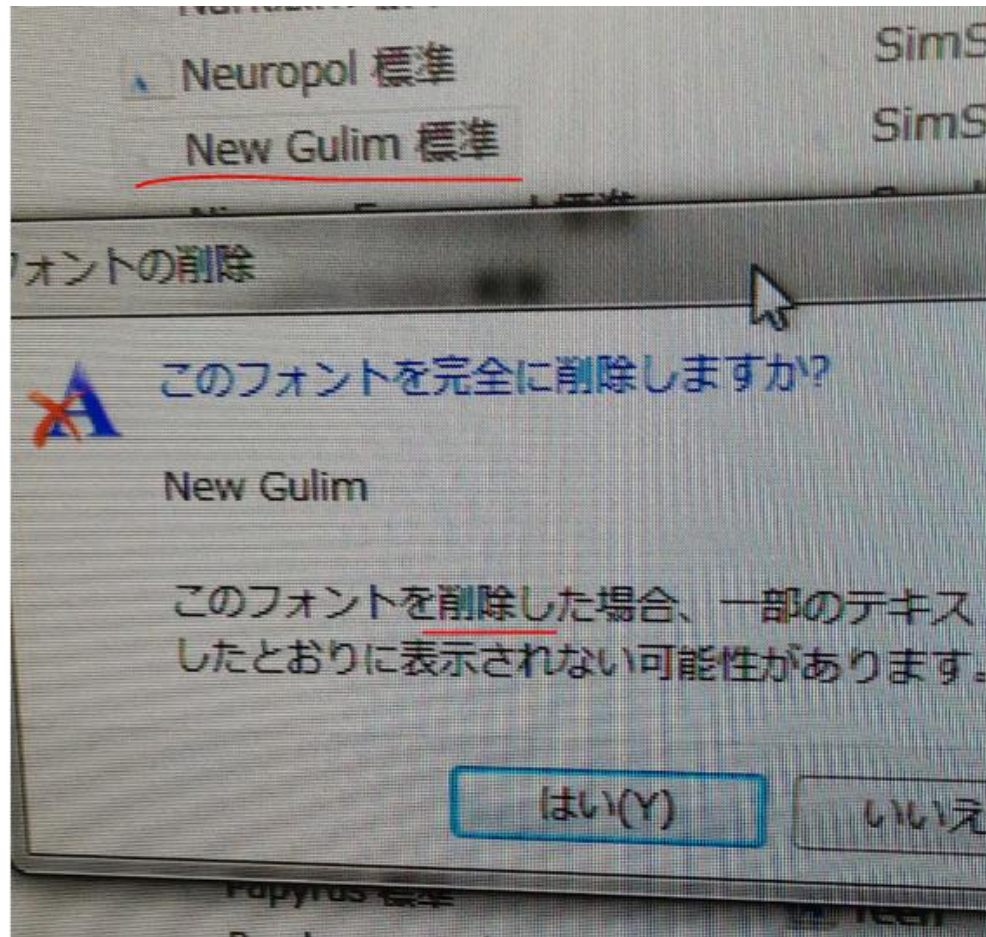 Neuropol 標準
SimS
New Gulim 標準
SimS
フォントの削除
このフォントを完全に削除しますか?
New Gulim
このフォントを削除した場合、一部のテキス
したとおりに表示されない可能性があります。
はい(Y)
いいえ
Papyrus 標準